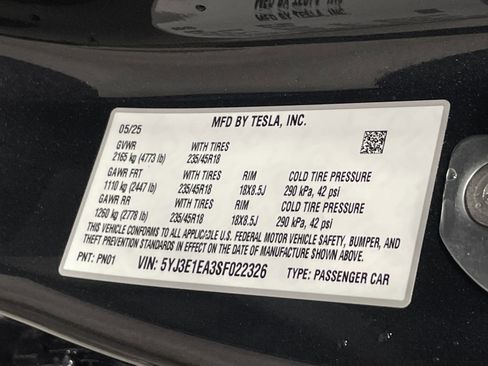 MFD BY TESLA, INC.
05/25
GVWR WITH TIRES
2165 kg (4773 lb) 235/45R18
GAWR FRT WITH TIRES RIM COLD TIRE PRESSURE
1110 kg (2447 lb) 235/45R18 18X8.5J 290 kPa, 42 psi
GAWR RR WITH TIRES RIM COLD TIRE PRESSURE
1260 kg (2778 lb) 235/45R18 18X8.5J 290 kPa, 42 psi
THIS VEHICLE CONFORMS TO ALL APPLICABLE U.S. FEDERAL MOTOR VEHICLE SAFETY, BUMPER, AND
THEFT PREVENTION STANDARDS IN EFFECT ON THE DATE OF MANUFACTURE SHOWN ABOVE.
PNT: PN01 VIN: 5YJ3E1EA3SF022326 TYPE: PASSENGER CAR